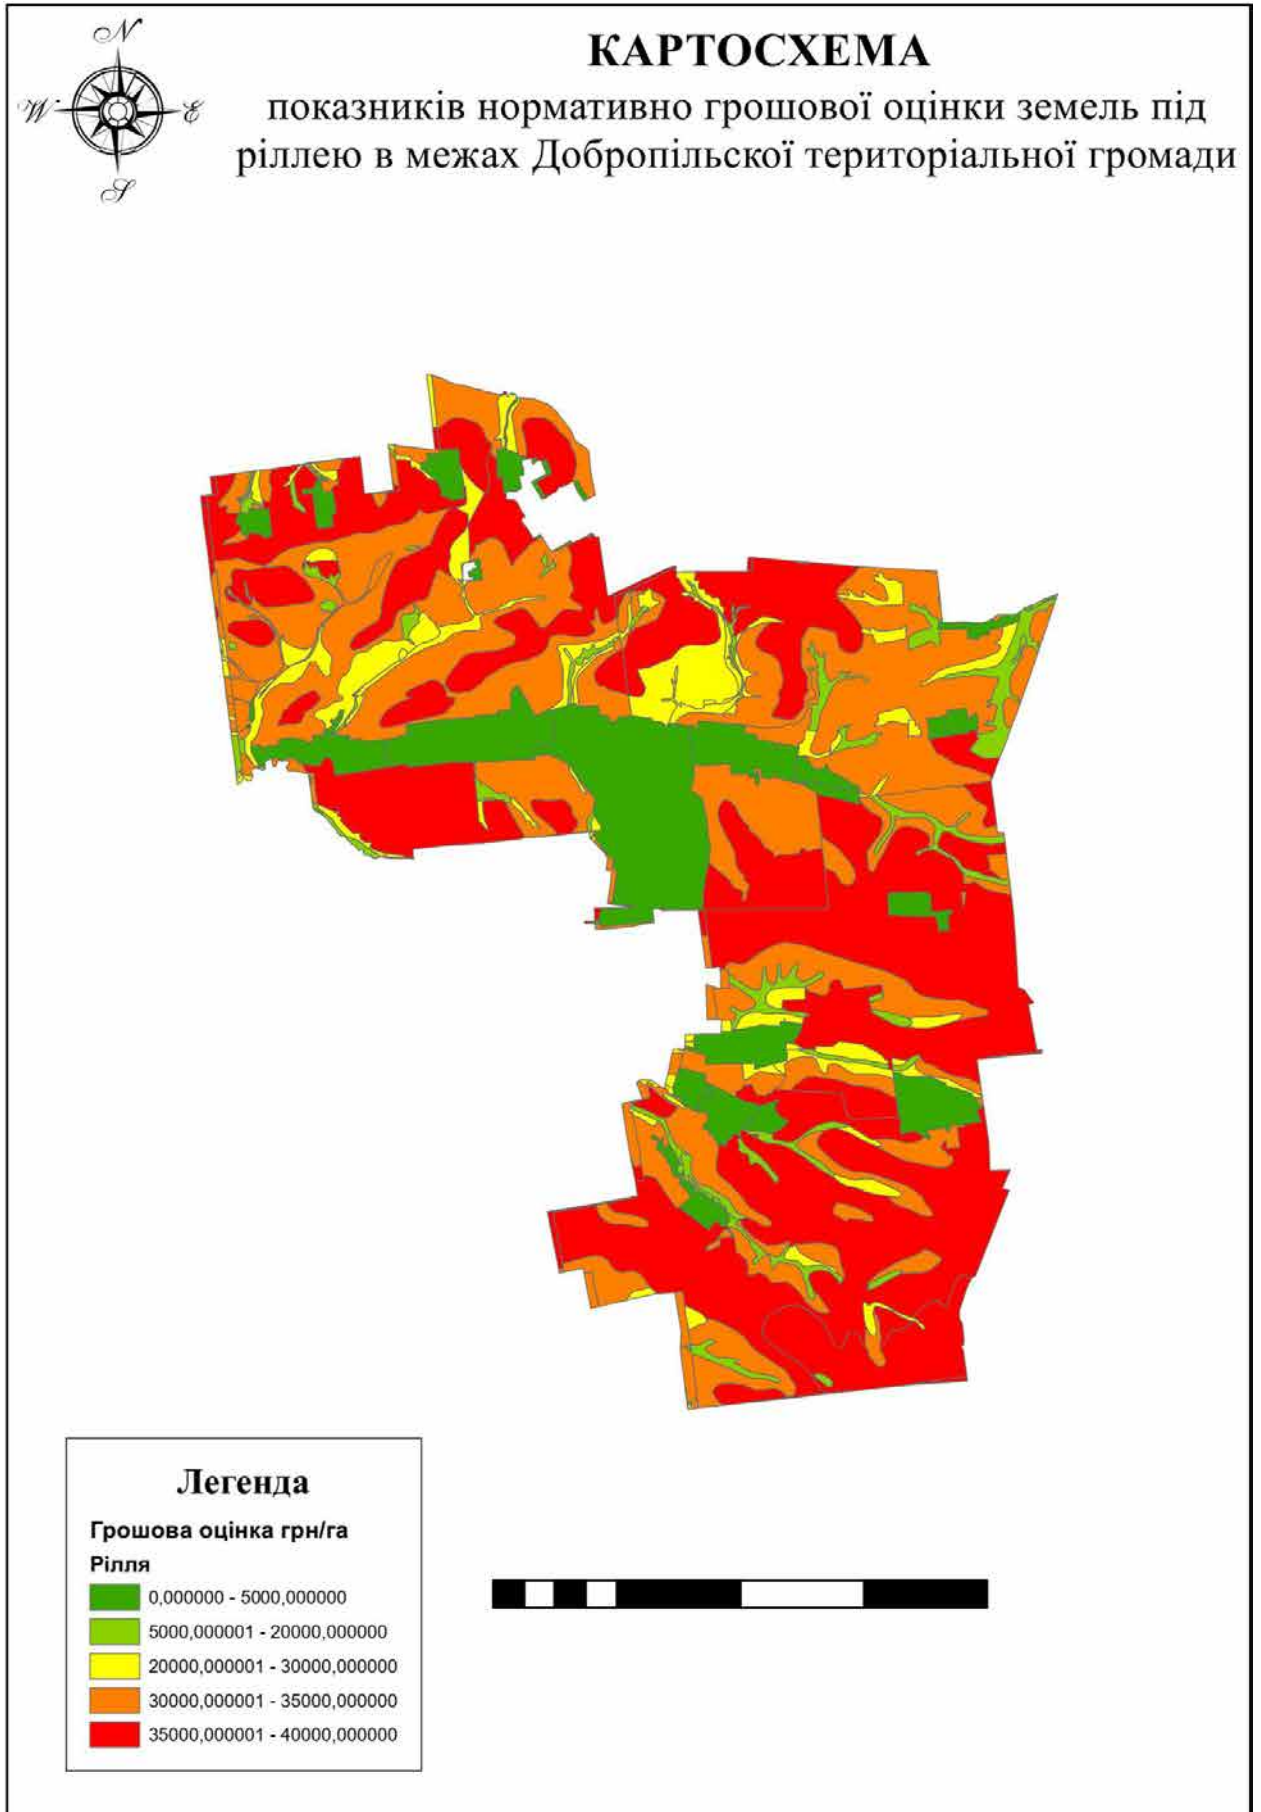 N
W
E
S
КАРТОСХЕМА
показників нормативно грошової оцінки земель під
ріллею в межах Добропільскої територіальної громади
Легенда
Грошова оцінка грн/га
Рілля
0,000000 - 5000,000000
5000,000001 - 20000,000000
20000,000001 - 30000,000000
30000,000001 - 35000,000000
35000,000001 - 40000,000000